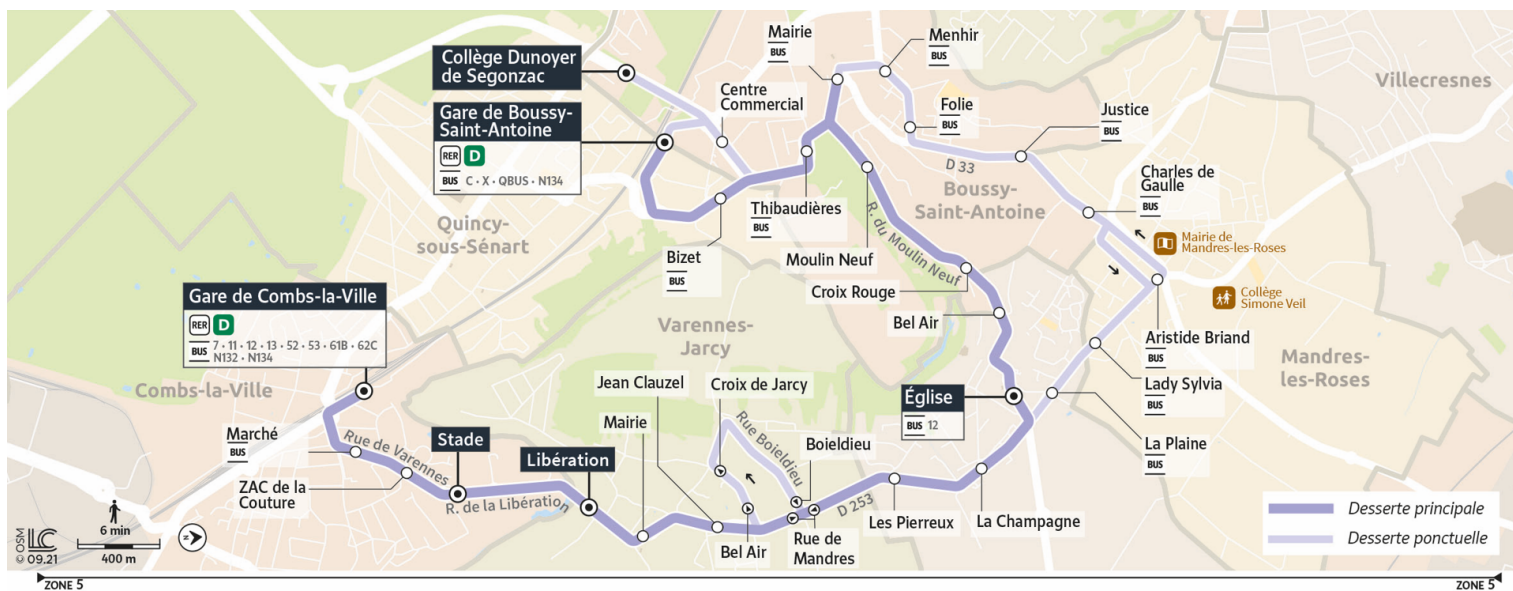 Collège Dunoyer
de Segonzac
Gare de Boussy-
Saint-Antoine
RER D
BUS C • X • QBUS • N134
Centre
Commercial
Mairie
BUS
Menhir
BUS
Folie
BUS
Justice
BUS
Villecresnes
Charles de
Gaulle
BUS
D 33
Boussy-
Saint-Antoine
Mairie de
Mandres-les-Roses
Collège
Simone Veil
Quincy-
sous-Sénart
Thibaudières
BUS
Bizet
BUS
Moulin Neuf
R. du Moulin Neuf
Croix Rouge
Bel Air
Aristide Briand
BUS
Mandres-
les-Roses
Lady Sylvia
BUS
La Plaine
BUS
Gare de Combs-la-Ville
RER D
BUS 7 • 11 • 12 • 13 • 52 • 53 • 61B • 62C
N132 • N134
Combs-la-Ville
Varennes-
Jarcy
Église
BUS 12
Jean Clauzel
Croix de Jarcy
Mairie
Rue Boieldieu
Boieldieu
Marché
BUS
Rue de Varennes
Stade
Libération
ZAC de la
Couture
R. de la Libération
Bel Air
Rue de
Mandres
D 253
Les Pierreux
La Champagne
Desserte principale
Desserte ponctuelle
© OSM
LC
09.21
6 min
400 m
N
ZONE 5
ZONE 5